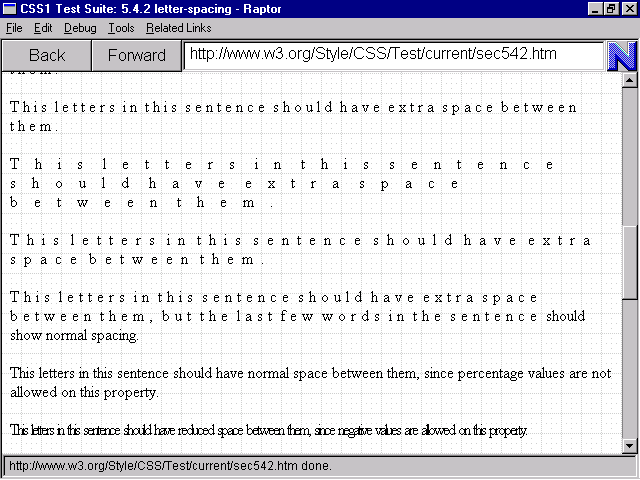 CSS1 Test Suite: 5.4.2 letter-spacing - Raptor
File Edit Debug Tools Related Links
Back Forward http://www.w3.org/Style/CSS/Test/current/sec542.htm N
them.
This letters in this sentence should have extra space between
them.
This letters in this sentence
should have extra space
between them.
This letters in this sentence should have extra
space between them.
This letters in this sentence should have extra space
between them, but the last few words in the sentence should
show normal spacing.
This letters in this sentence should have normal space between them, since percentage values are not
allowed on this property.
This letters in this sentence should have reduced space between them, since negative values are allowed on this property.
http://www.w3.org/Style/CSS/Test/current/sec542.htm done.